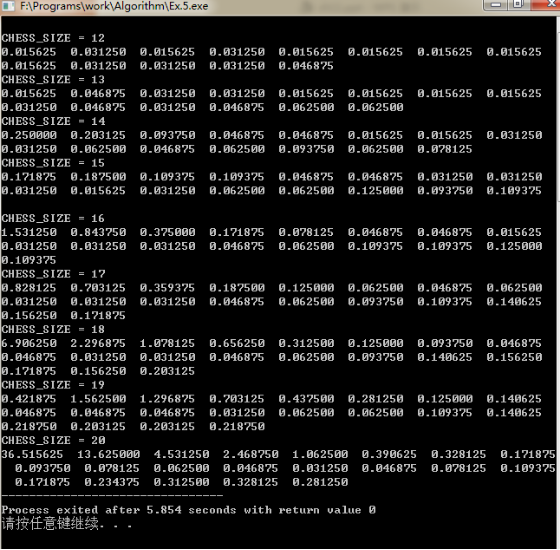 F:\Programs\work\Algorithm\Ex.5.exe
CHESS_SIZE = 12
0.015625 0.031250 0.015625 0.031250 0.015625 0.015625 0.015625 0.015625
0.015625 0.031250 0.031250 0.031250 0.046875
CHESS_SIZE = 13
0.015625 0.046875 0.031250 0.031250 0.015625 0.015625 0.015625 0.015625
0.031250 0.046875 0.031250 0.046875 0.062500 0.062500
CHESS_SIZE = 14
0.250000 0.203125 0.093750 0.046875 0.046875 0.015625 0.015625 0.031250
0.031250 0.062500 0.046875 0.062500 0.093750 0.062500 0.078125
CHESS_SIZE = 15
0.171875 0.187500 0.109375 0.109375 0.046875 0.046875 0.031250 0.031250
0.031250 0.015625 0.031250 0.062500 0.062500 0.125000 0.093750 0.109375
CHESS_SIZE = 16
1.531250 0.843750 0.375000 0.171875 0.078125 0.046875 0.046875 0.015625
0.031250 0.031250 0.031250 0.046875 0.062500 0.109375 0.109375 0.125000
0.109375
CHESS_SIZE = 17
0.828125 0.703125 0.359375 0.187500 0.125000 0.062500 0.046875 0.062500
0.031250 0.031250 0.031250 0.046875 0.062500 0.093750 0.109375 0.140625
0.156250 0.171875
CHESS_SIZE = 18
6.906250 2.296875 1.078125 0.656250 0.312500 0.125000 0.093750 0.046875
0.046875 0.031250 0.031250 0.046875 0.062500 0.093750 0.140625 0.156250
0.171875 0.156250 0.203125
CHESS_SIZE = 19
0.421875 1.562500 1.296875 0.703125 0.437500 0.281250 0.125000 0.140625
0.046875 0.046875 0.046875 0.031250 0.062500 0.062500 0.109375 0.140625
0.218750 0.203125 0.203125 0.218750
CHESS_SIZE = 20
36.515625 13.625000 4.531250 2.468750 1.062500 0.390625 0.328125 0.171875
0.093750 0.078125 0.062500 0.046875 0.031250 0.046875 0.078125 0.109375
0.171875 0.234375 0.312500 0.328125 0.281250
--------------------------------
Process exited after 5.854 seconds with return value 0
请按任意键继续. . .